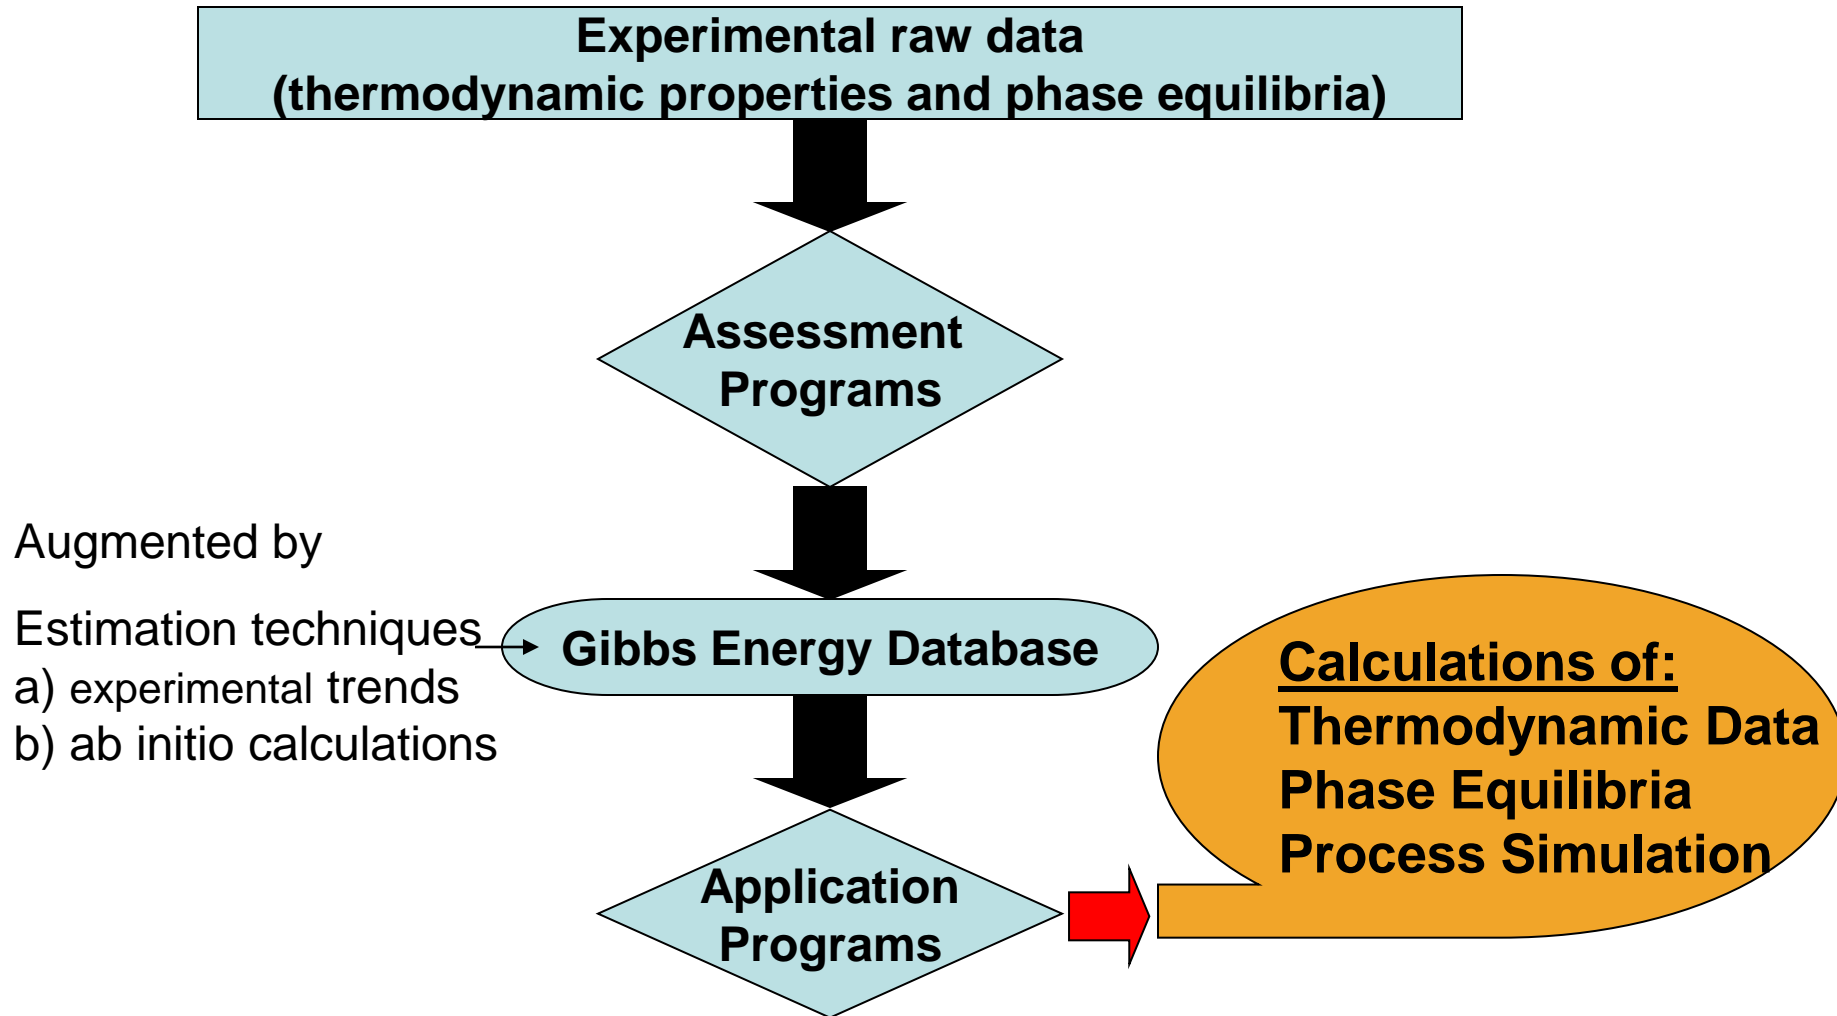 Experimental raw data
(thermodynamic properties and phase equilibria)
Assessment
Programs
Augmented by
Estimation techniques
a) experimental trends
b) ab initio calculations
Gibbs Energy Database
Calculations of:
Thermodynamic Data
Phase Equilibria
Process Simulation
Application
Programs